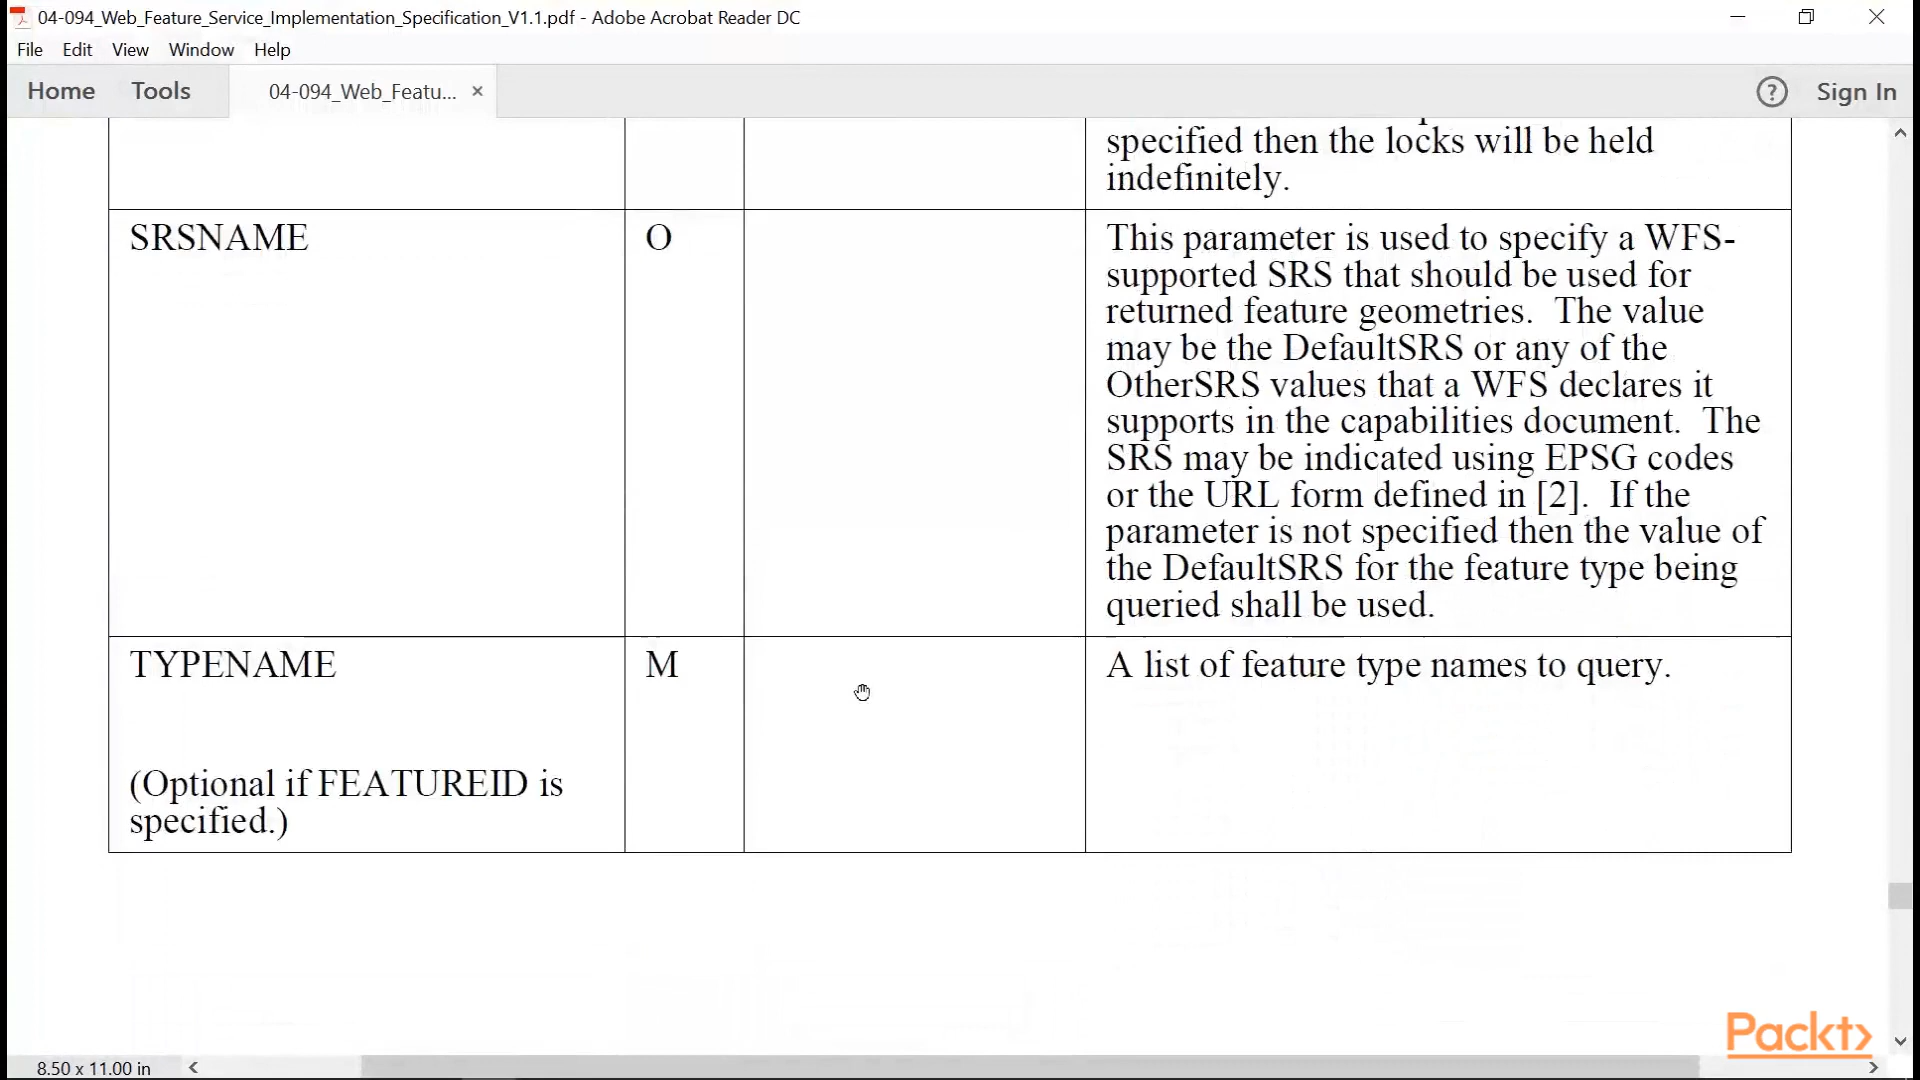 04-094_Web_Feature_Service_Implementation_Specification_V1.1.pdf - Adobe Acrobat Reader DC
File Edit View Window Help
Home Tools 04-094_Web_Featu... × ? Sign In
specified then the locks will be held
indefinitely.
SRSNAME O This parameter is used to specify a WFS-
supported SRS that should be used for
returned feature geometries. The value
may be the DefaultSRS or any of the
OtherSRS values that a WFS declares it
supports in the capabilities document. The
SRS may be indicated using EPSG codes
or the URL form defined in [2]. If the
parameter is not specified then the value of
the DefaultSRS for the feature type being
queried shall be used.
TYPENAME M A list of feature type names to query.
(Optional if FEATUREID is
specified.)
Packt>
8.50 x 11.00 in